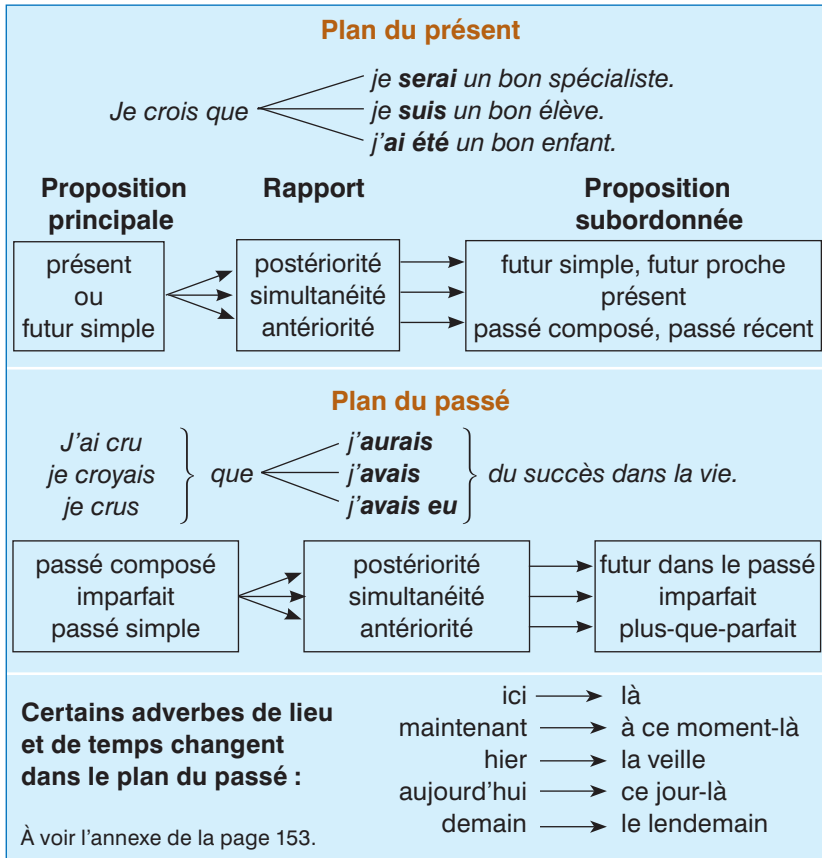 Plan du présent
je serai un bon spécialiste.
Je crois que je suis un bon élève.
j'ai été un bon enfant.
Proposition principale Rapport Proposition subordonnée
présent ou futur simple
postériorité futur simple, futur proche
simultanéité présent
antériorité passé composé, passé récent
Plan du passé
J'ai cru
je croyais
je crus
que
j'aurais
j'avais
j'avais eu
du succès dans la vie.
passé composé
imparfait
passé simple
postériorité
simultanéité
antériorité
futur dans le passé
imparfait
plus-que-parfait
Certains adverbes de lieu
et de temps changent
dans le plan du passé :
À voir l'annexe de la page 153.
ici là
maintenant à ce moment-là
hier la veille
aujourd'hui ce jour-là
demain le lendemain